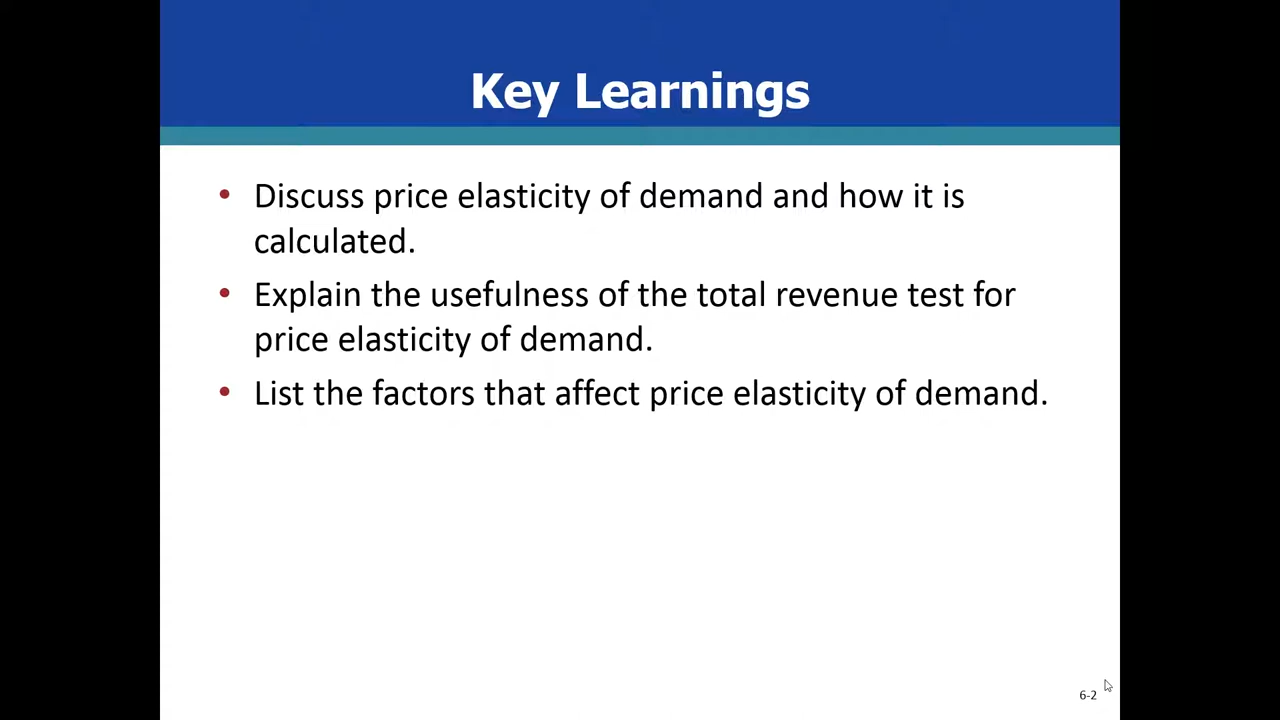 Key Learnings
• Discuss price elasticity of demand and how it is
calculated.
• Explain the usefulness of the total revenue test for
price elasticity of demand.
• List the factors that affect price elasticity of demand.
6-2